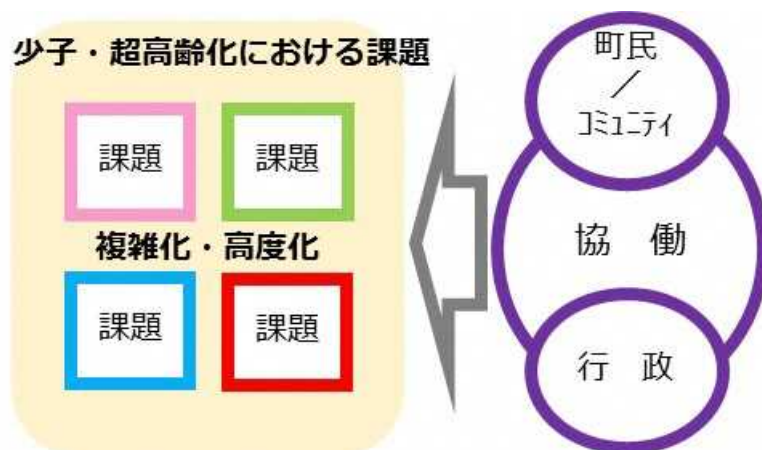 少子・超高齢化における課題
課題
課題
複雑化・高度化
課題
課題
町民
／
ｺﾐｭﾆﾃｨ
協　働
行　政